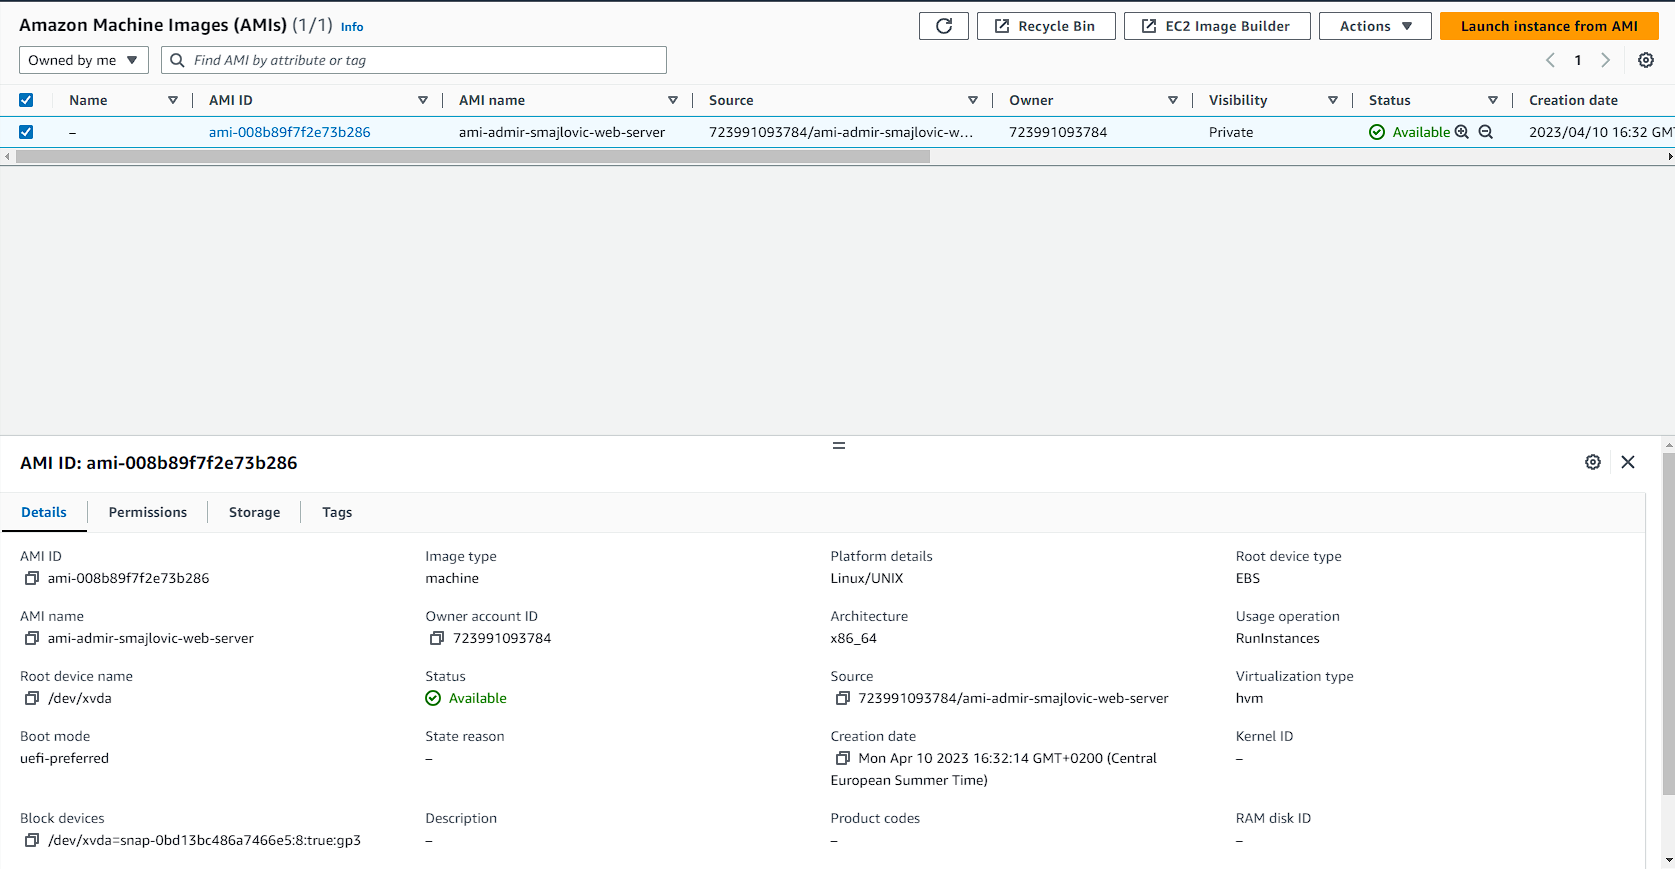 Amazon Machine Images (AMIs) (1/1) Info
Recycle Bin
EC2 Image Builder
Actions
Launch instance from AMI
Owned by me
Find AMI by attribute or tag
1
Name AMI ID AMI name Source Owner Visibility Status Creation date
– ami-008b89f7f2e73b286 ami-admir-smajlovic-web-server 723991093784/ami-admir-smajlovic-w... 723991093784 Private Available 2023/04/10 16:32 GM
AMI ID: ami-008b89f7f2e73b286
Details Permissions Storage Tags
AMI ID Image type Platform details Root device type
ami-008b89f7f2e73b286 machine Linux/UNIX EBS
AMI name Owner account ID Architecture Usage operation
ami-admir-smajlovic-web-server 723991093784 x86_64 RunInstances
Root device name Status Source Virtualization type
/dev/xvda Available 723991093784/ami-admir-smajlovic-web-server hvm
Boot mode State reason Creation date Kernel ID
uefi-preferred – Mon Apr 10 2023 16:32:14 GMT+0200 (Central –
European Summer Time)
Block devices Description Product codes RAM disk ID
/dev/xvda=snap-0bd13bc486a7466e5:8:true:gp3 – – –